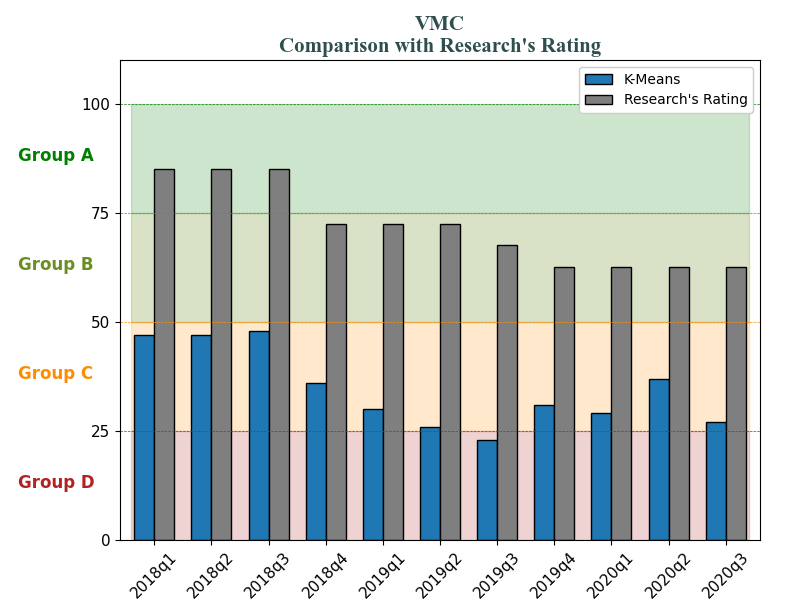 VMC
Comparison with Research's Rating
K-Means
Research's Rating
100
Group A
75
Group B
50
Group C
25
Group D
0
2018q1 2018q2 2018q3 2018q4 2019q1 2019q2 2019q3 2019q4 2020q1 2020q2 2020q3